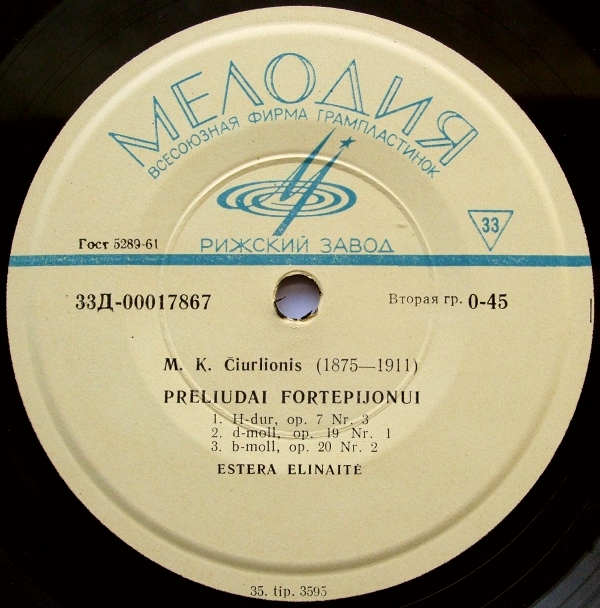 МЕЛОДИЯ
ВСЕСОЮЗНАЯ ФИРМА ГРАМПЛАСТИНОК
33
Гост 5289-61
РИЖСКИЙ ЗАВОД
33Д-00017867
Вторая гр. 0-45
M. K. Čiurlionis (1875—1911)
PRELIUDAI FORTEPIJONUI
1. H-dur, op. 7 Nr. 3
2. d-moll, op. 19 Nr. 1
3. b-moll, op. 20 Nr. 2
ESTERA ELINAITĖ
35. tip. 3595